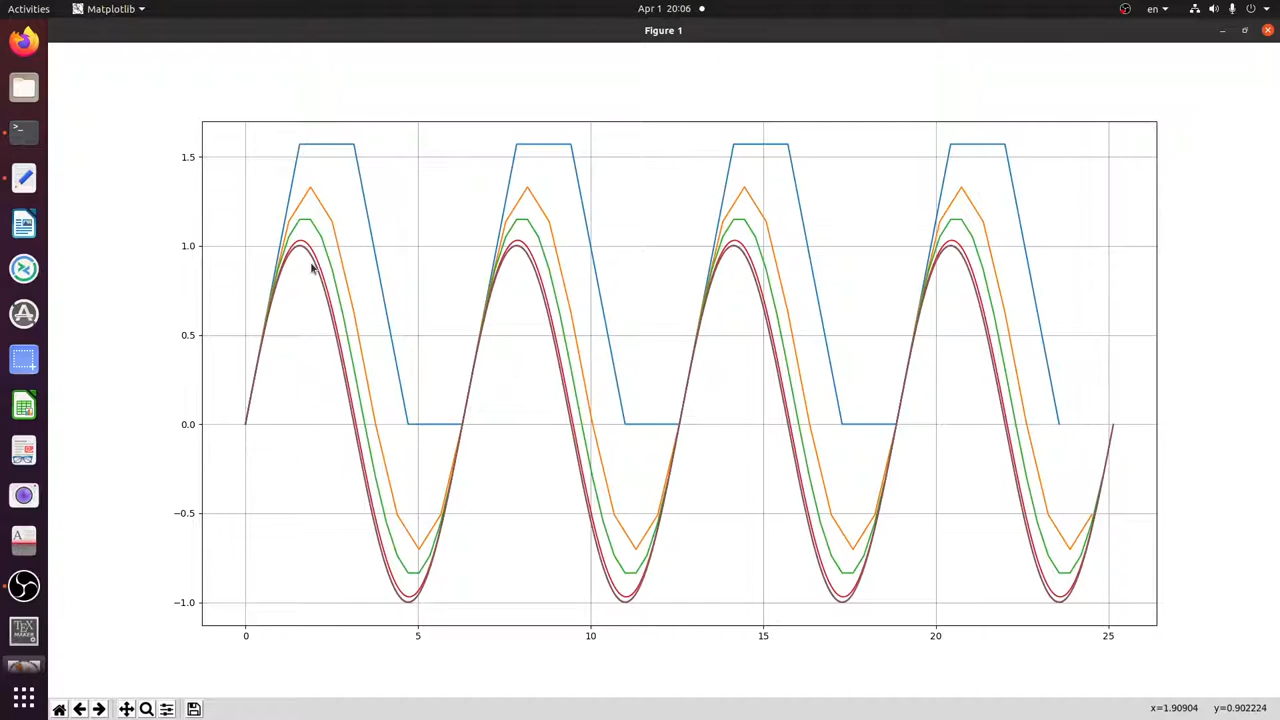 Activities Matplotlib Apr 1 20:06 en
Figure 1
1.5
1.0
0.5
0.0
−0.5
−1.0
0 5 10 15 20 25
x=1.90904 y=0.902224